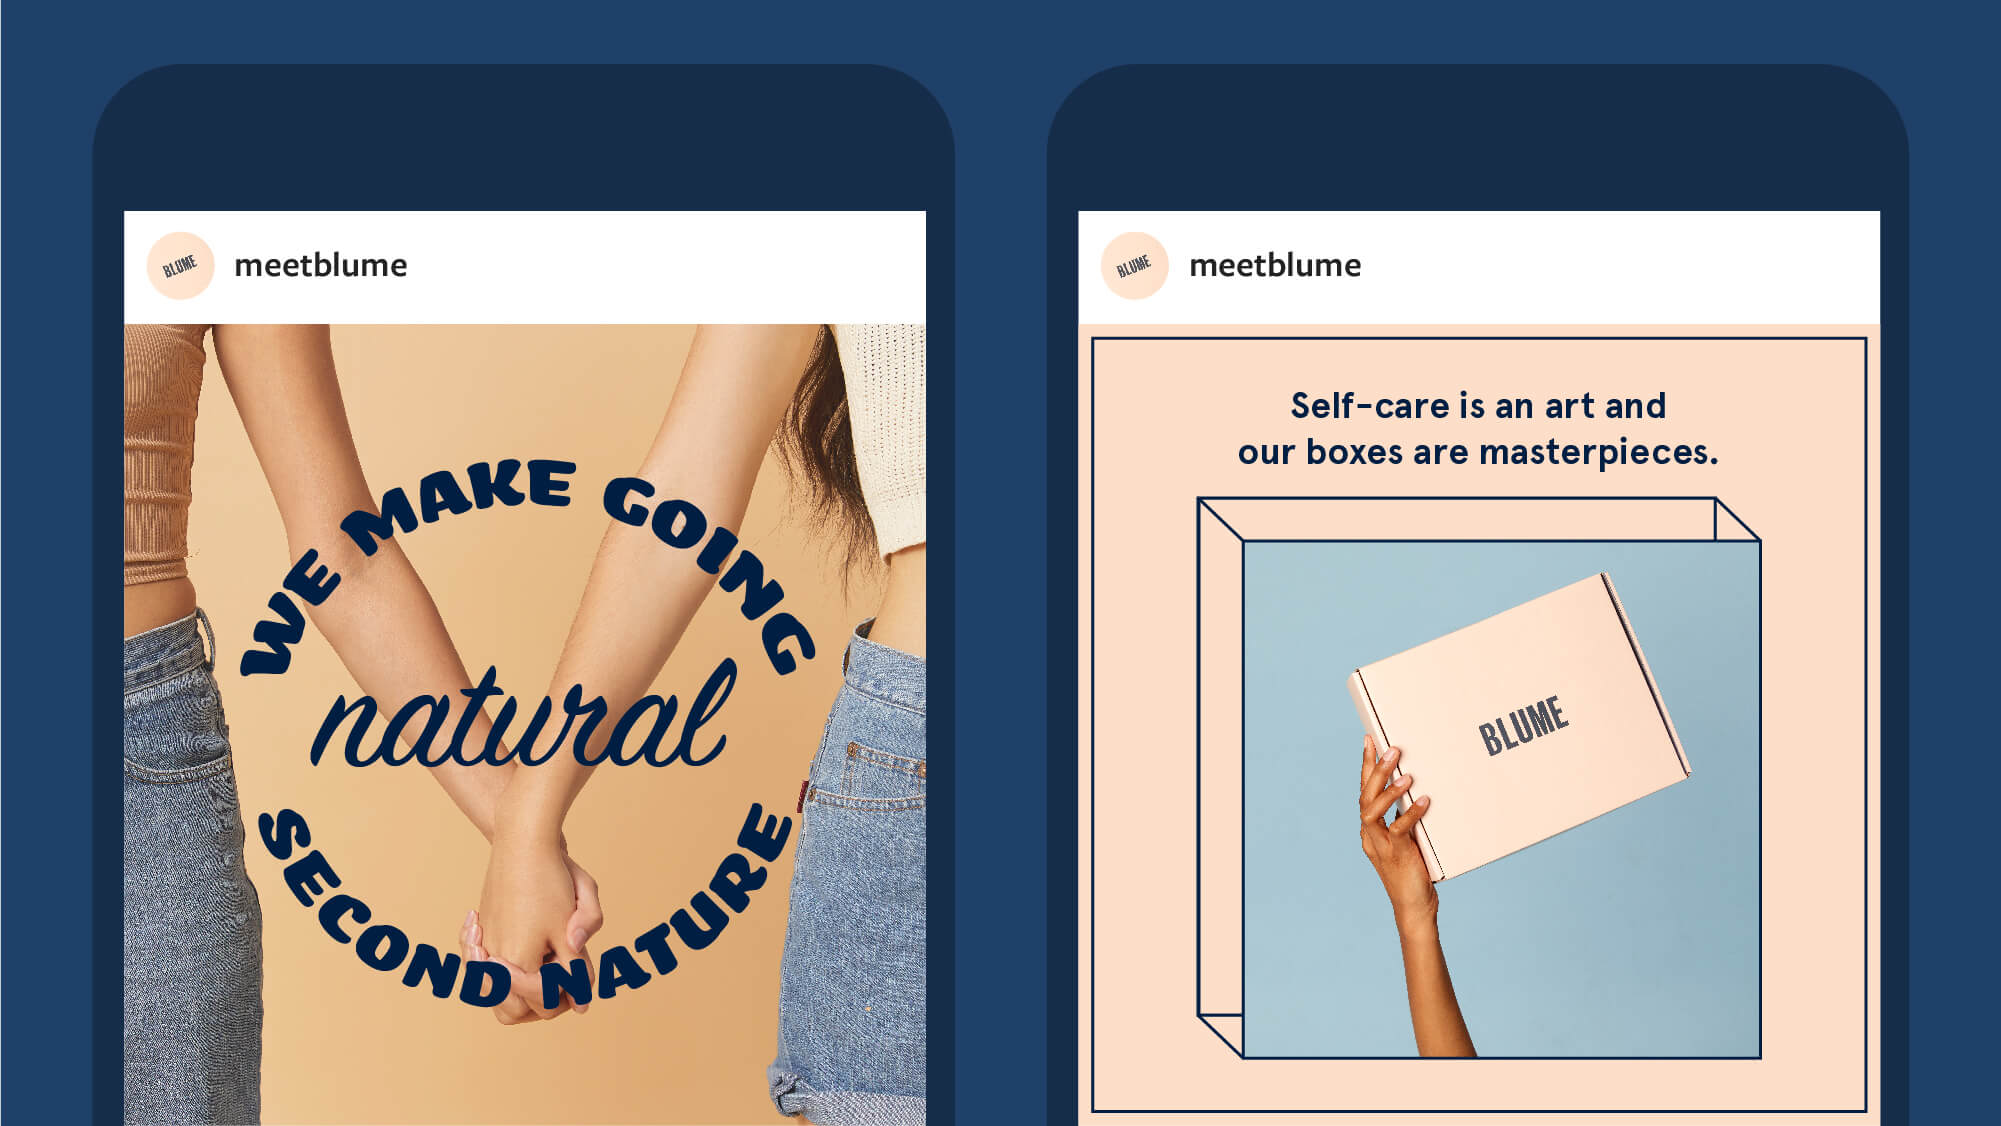 BLUME
meetblume
WE MAKE GOING
natural
SECOND NATURE
BLUME
meetblume
Self-care is an art and
our boxes are masterpieces.
BLUME